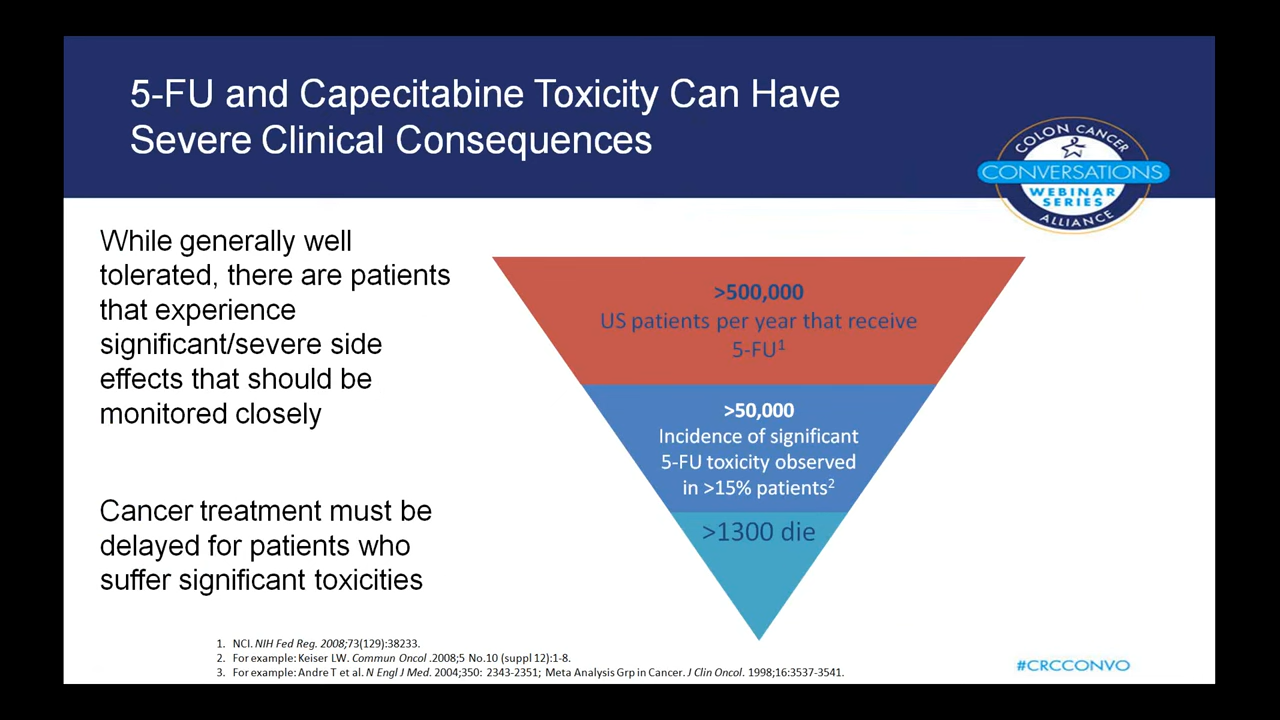 5-FU and Capecitabine Toxicity Can Have
Severe Clinical Consequences
COLON CANCER
CONVERSATIONS
WEBINAR
SERIES
ALLIANCE
While generally well
tolerated, there are patients
that experience
significant/severe side
effects that should be
monitored closely
Cancer treatment must be
delayed for patients who
suffer significant toxicities
>500,000
US patients per year that receive
5-FU¹
>50,000
Incidence of significant
5-FU toxicity observed
in >15% patients²
>1300 die
1. NCI. NIH Fed Reg. 2008;73(129):38233.
2. For example: Keiser LW. Commun Oncol .2008;5 No.10 (suppl 12):1-8.
3. For example: Andre T et al. N Engl J Med. 2004;350: 2343-2351; Meta Analysis Grp in Cancer. J Clin Oncol. 1998;16:3537-3541.
#CRCCONVO